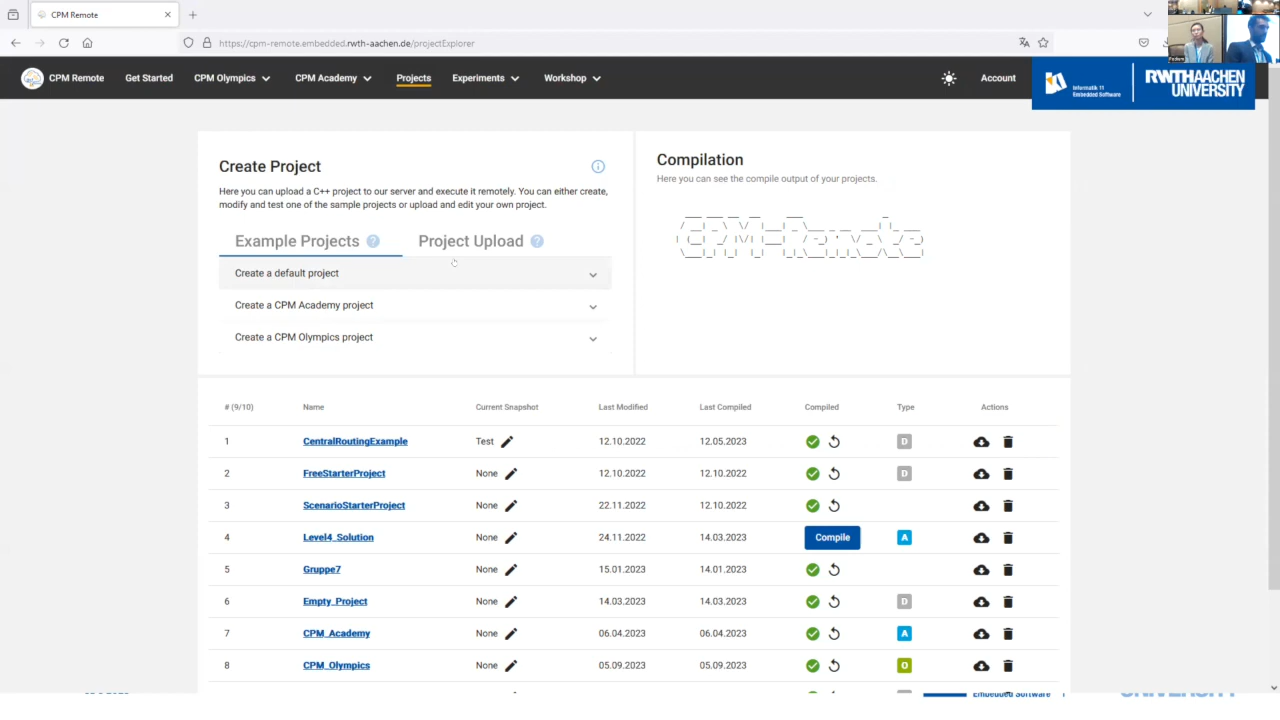 CPM Remote
https://cpm-remote.embedded.rwth-aachen.de/projectExplorer
CPM Remote Get Started CPM Olympics CPM Academy Projects Experiments Workshop Account
Informatik 11
Embedded Software
RWTHAACHEN
UNIVERSITY
Create Project
Here you can upload a C++ project to our server and execute it remotely. You can either create,
modify and test one of the sample projects or upload and edit your own project.
Example Projects ? Project Upload ?
Create a default project
Create a CPM Academy project
Create a CPM Olympics project
Compilation
Here you can see the compile output of your projects.
CPM-Remote
# (9/10) Name Current Snapshot Last Modified Last Compiled Compiled Type Actions
1 CentralRoutingExample Test 12.10.2022 12.05.2023 D
2 FreeStarterProject None 12.10.2022 12.10.2022 D
3 ScenarioStarterProject None 22.11.2022 12.10.2022
4 Level4_Solution None 24.11.2022 14.03.2023 Compile A
5 Gruppe7 None 15.01.2023 14.01.2023
6 Empty_Project None 14.03.2023 14.03.2023 D
7 CPM_Academy None 06.04.2023 06.04.2023 A
8 CPM_Olympics None 05.09.2023 05.09.2023 O
Embedded Software
UNIVERSITY